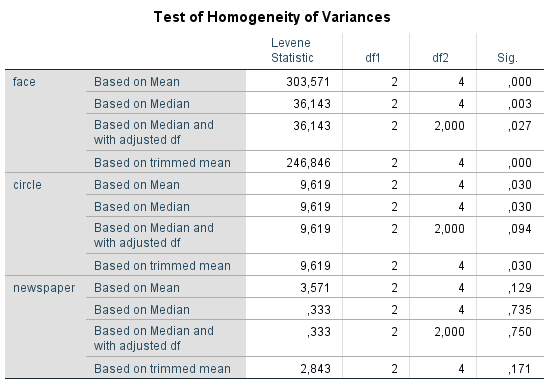 Test of Homogeneity of Variances
Levene
Statistic df1 df2 Sig.
face Based on Mean 303,571 2 4 ,000
Based on Median 36,143 2 4 ,003
Based on Median and
with adjusted df 36,143 2 2,000 ,027
Based on trimmed mean 246,846 2 4 ,000
circle Based on Mean 9,619 2 4 ,030
Based on Median 9,619 2 4 ,030
Based on Median and
with adjusted df 9,619 2 2,000 ,094
Based on trimmed mean 9,619 2 4 ,030
newspaper Based on Mean 3,571 2 4 ,129
Based on Median ,333 2 4 ,735
Based on Median and
with adjusted df ,333 2 2,000 ,750
Based on trimmed mean 2,843 2 4 ,171